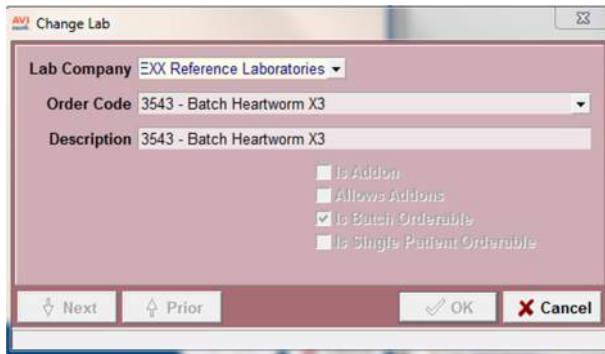 AVI Change Lab
Lab Company EXX Reference Laboratories
Order Code 3543 - Batch Heartworm X3
Description 3543 - Batch Heartworm X3
Is Addon
Allows Addons
Is Batch Orderable
Is Single Patient Orderable
Next Prior OK Cancel